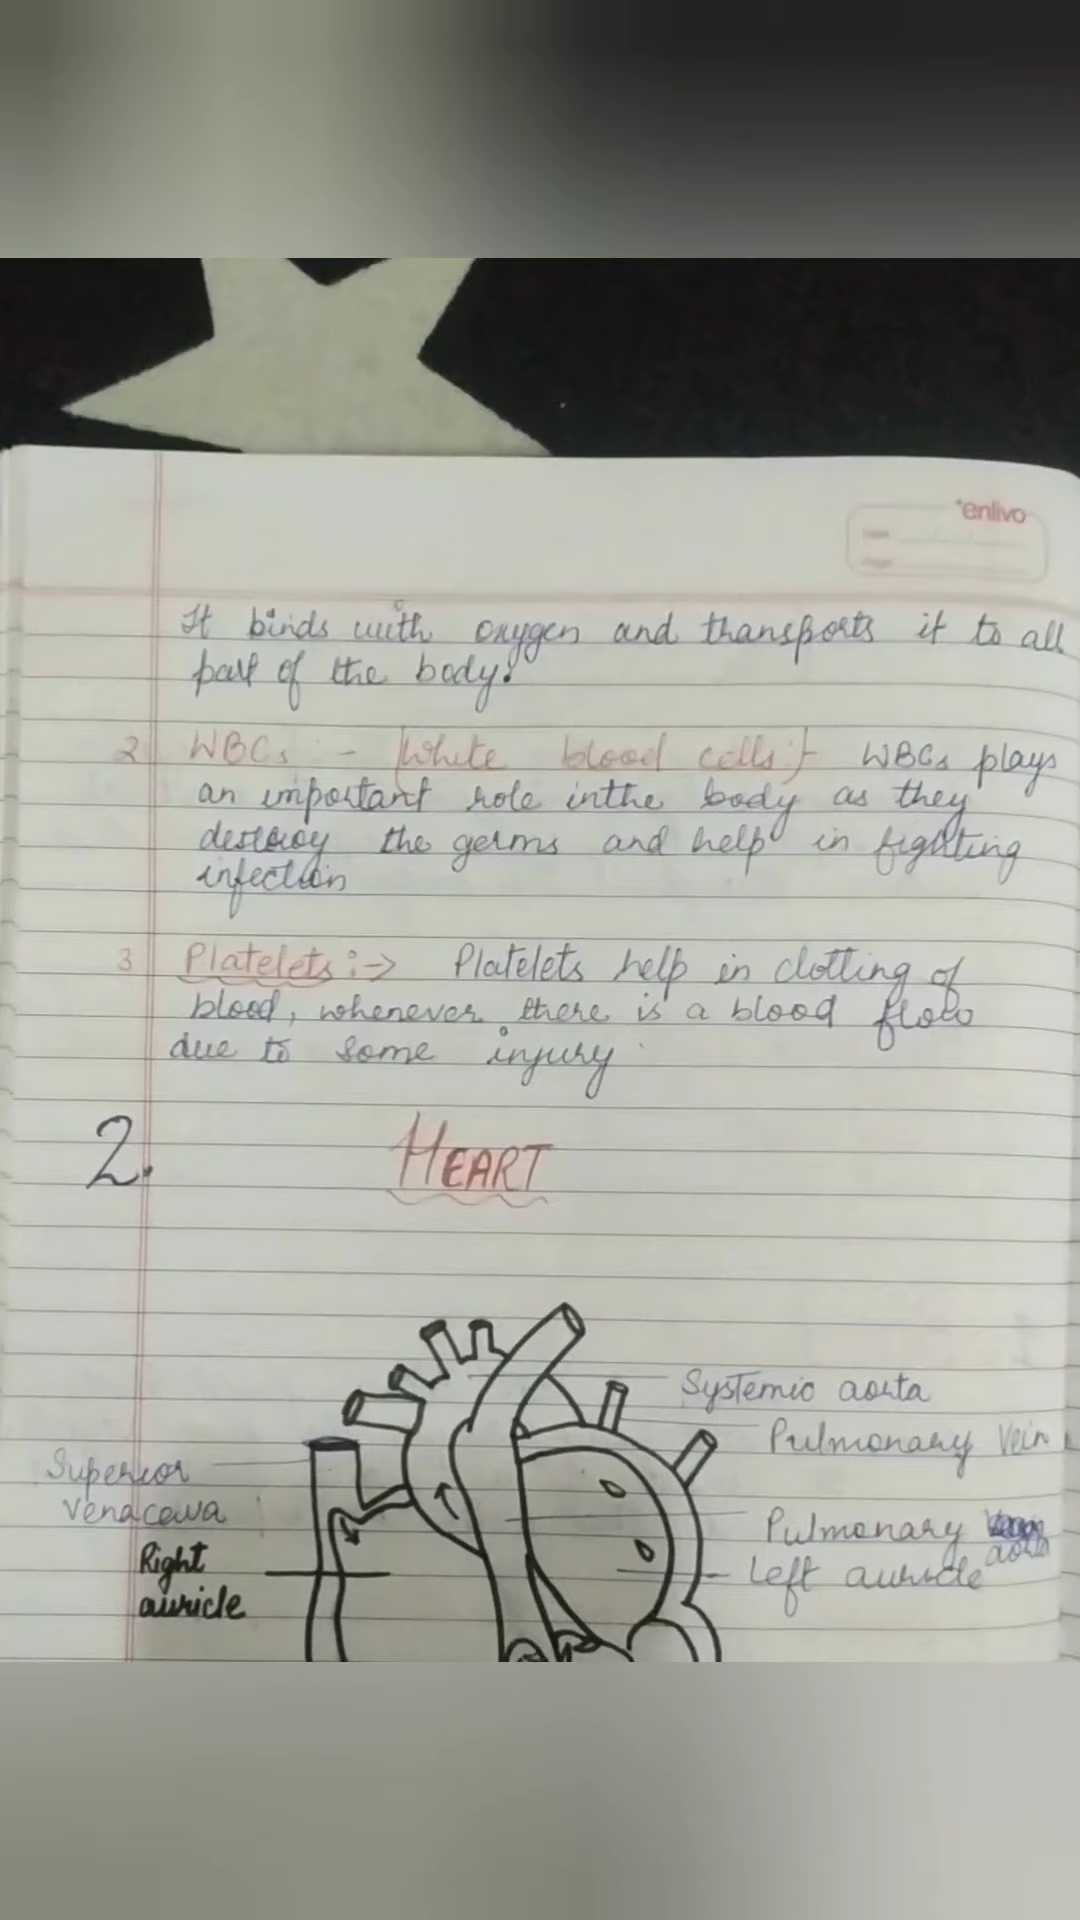 *enlivo
It binds with oxygen and transports it to all
part of the body.
2 WBCs :- (White blood cells:-) WBCs plays
an important role inthe body as they
destroy the germs and help in fighting
infection
3 Platelets :-> Platelets help in clotting of
blood, whenever there is a blood flow
due to some injury
2. HEART
Systemic aorta
Pulmonary Vein
Superior
Venacava
Pulmonary
aorta
Left auricle
Right
auricle